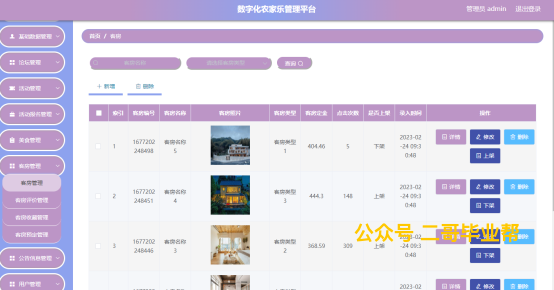 数字化农家乐管理平台
管理员 admin 退出登录
基础数据管理
论坛管理
活动管理
活动报名管理
美食管理
客房管理
客房管理
客房评价管理
客房收藏管理
客房预定管理
公告信息管理
用户管理
首页 / 客房
查询
+ 新增 删除
索引 客房编号 客房名称 客房照片 客房类型 客房定金 点击次数 是否上架 录入时间 操作
1 1677202248498 客房名称5 客房类型1 404.46 5 下架 2023-02-24 09:30:48 详情 修改 删除 上架
2 1677202248451 客房名称4 客房类型3 444.3 148 上架 2023-02-24 09:30:48 详情 修改 删除 下架
3 1677202248446 客房名称3 客房类型2 368.59 309 上架 2023-02-24 09:30:48 详情 修改 删除 下架
公众号 二哥毕业帮
详情 修改 删除